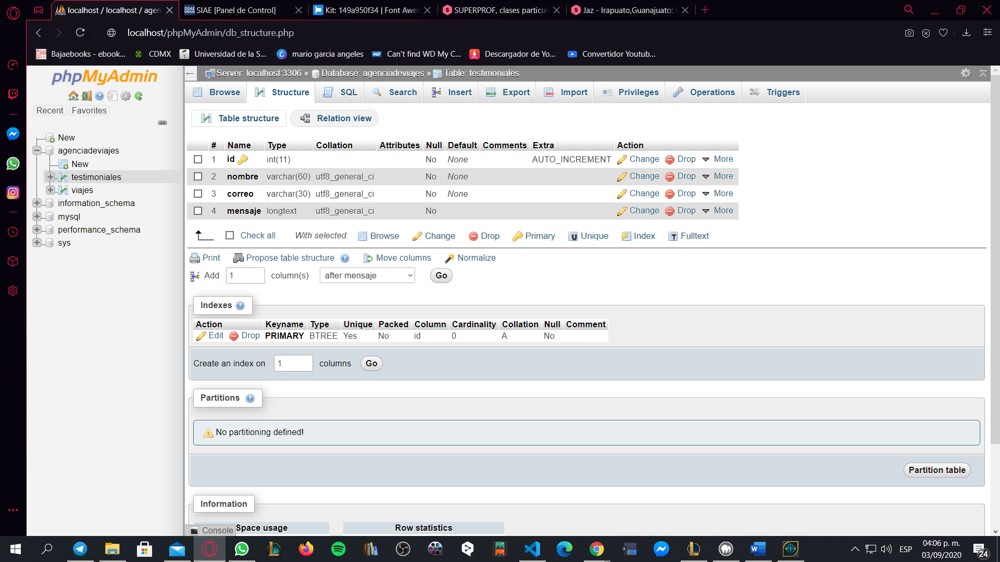 localhost / localhost / agen
SIAE [Panel de Control]
Kit: 149a950f34 | Font Awes
SUPERPROF, clases particul
Jaz - Irapuato,Guanajuato:
localhost/phpMyAdmin/db_structure.php
Bajaebooks - ebook...
CDMX
Universidad de la S...
mario garcia angeles
Can't find WD My C...
Descargador de Yo...
Convertidor Youtub...
phpMyAdmin
Recent Favorites
New
agenciadeviajes
New
testimoniales
viajes
information_schema
mysql
performance_schema
sys
Server: localhost:3306 » Database: agenciadeviajes » Table: testimoniales
Browse Structure SQL Search Insert Export Import Privileges Operations Triggers
Table structure Relation view
# Name Type Collation Attributes Null Default Comments Extra Action
1 id int(11) No None AUTO_INCREMENT Change Drop More
2 nombre varchar(60) utf8_general_ci No None Change Drop More
3 correo varchar(30) utf8_general_ci No None Change Drop More
4 mensaje longtext utf8_general_ci No Change Drop More
Check all With selected: Browse Change Drop Primary Unique Index Fulltext
Print Propose table structure Move columns Normalize
Add 1 column(s) after mensaje Go
Indexes
Action Keyname Type Unique Packed Column Cardinality Collation Null Comment
Edit Drop PRIMARY BTREE Yes No id 0 A No
Create an index on 1 columns Go
Partitions
No partitioning defined!
Partition table
Information
Console Space usage Row statistics
ESP
04:06 p. m.
03/09/2020
24